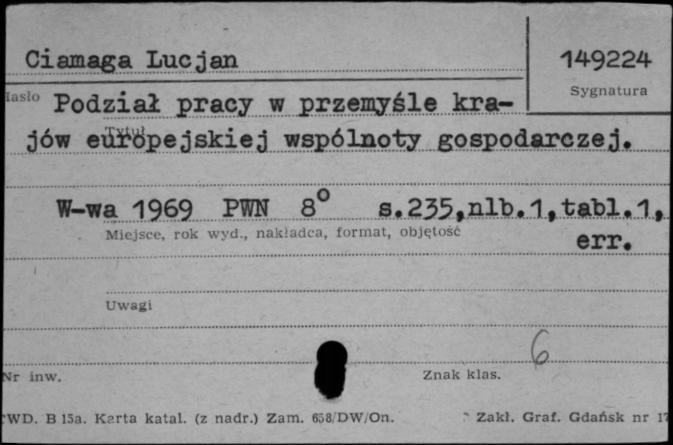 Ciamaga Lucjan
149224
Hasło
Sygnatura
Podział pracy w przemyśle kra-
Tytuł
jów europejskiej wspólnoty gospodarczej.
W-wa 1969 PWN 8° s.235,nlb.1,tabl.1,
Miejsce, rok wyd., nakładca, format, objętość
err.
Uwagi
6
Nr inw.
Znak klas.
WD. B 15a. Karta katal. (z nadr.) Zam. 658/DW/On.
Zakł. Graf. Gdańsk nr 17